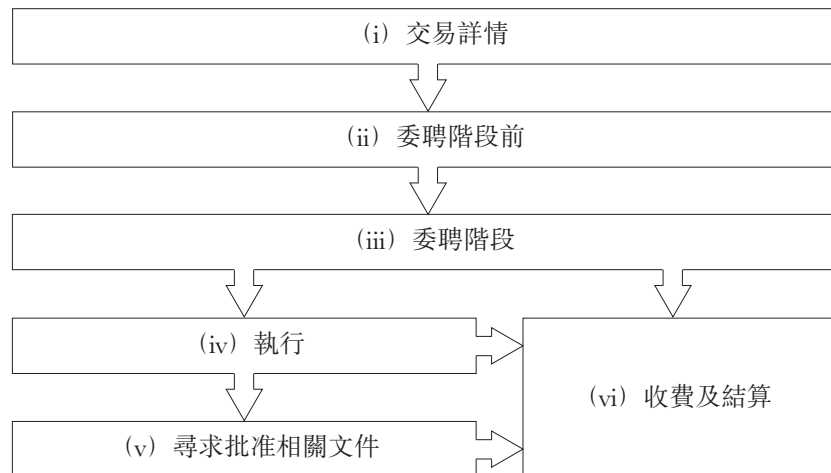 (i) 交易詳情
(ii) 委聘階段前
(iii) 委聘階段
(iv) 執行
(v) 尋求批准相關文件
(vi) 收費及結算